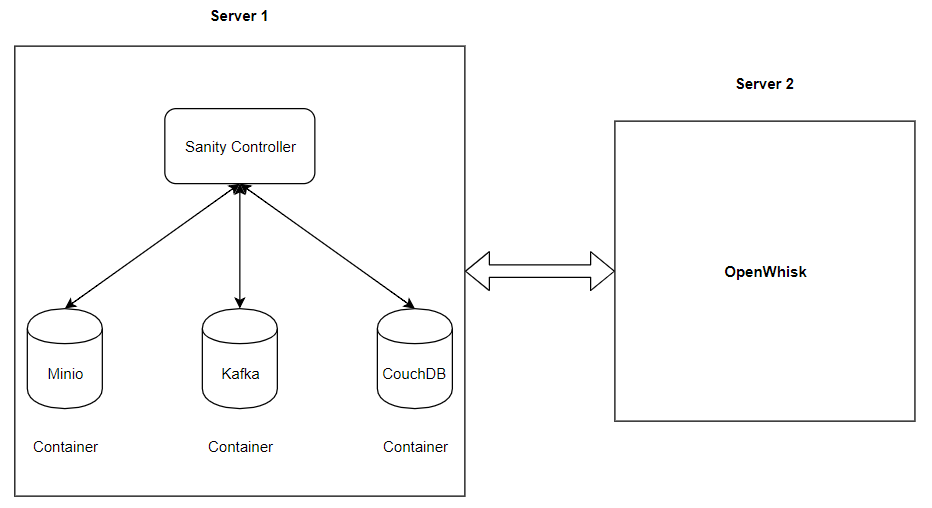 Server 1
Server 2
Sanity Controller
OpenWhisk
Minio
Kafka
CouchDB
Container
Container
Container